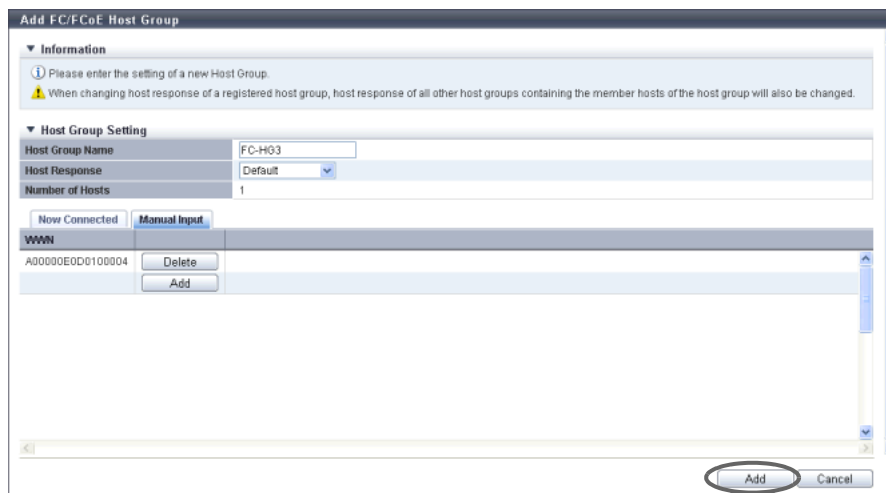 Add FC/FCoE Host Group
Information
Please enter the setting of a new Host Group.
When changing host response of a registered host group, host response of all other host groups containing the member hosts of the host group will also be changed.
Host Group Setting
Host Group Name FC-HG3
Host Response Default
Number of Hosts 1
Now Connected Manual Input
WWN
A00000E0D0100004 Delete
Add
Add Cancel